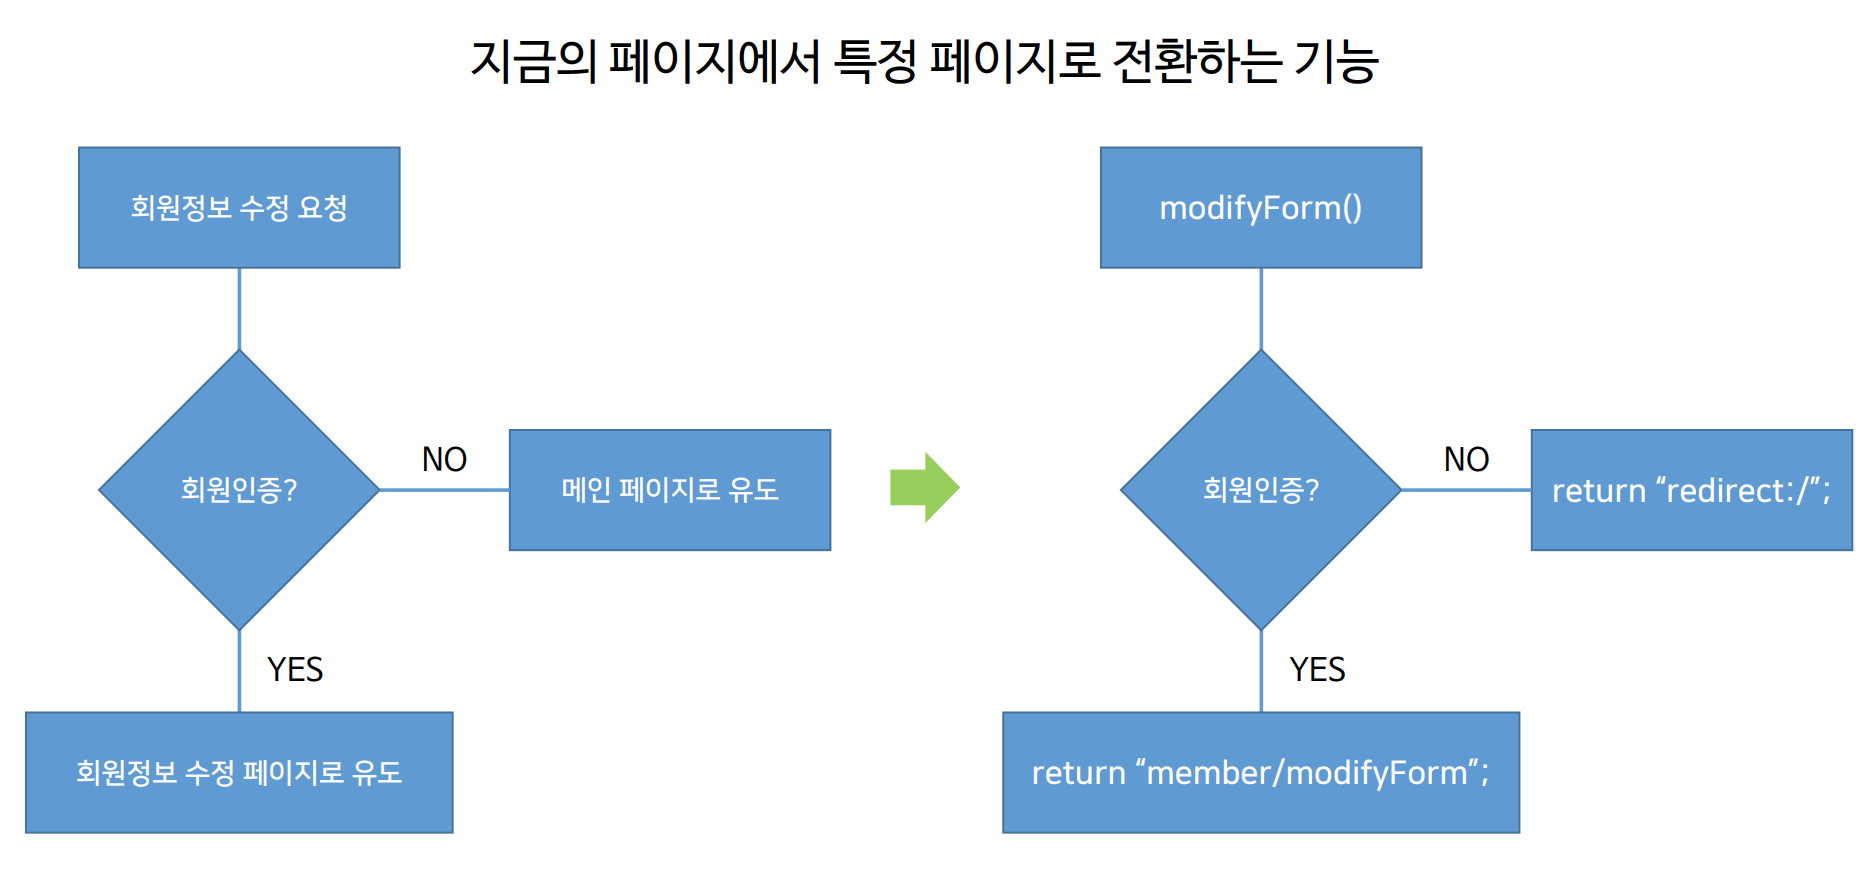 지금의 페이지에서 특정 페이지로 전환하는 기능
회원정보 수정 요청
회원인증?
NO
메인 페이지로 유도
YES
회원정보 수정 페이지로 유도
modifyForm()
회원인증?
NO
return “redirect:/”;
YES
return “member/modifyForm”;